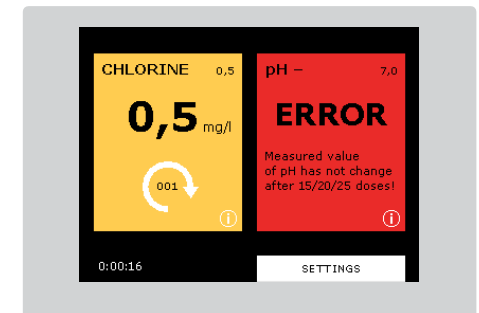 CHLORINE 0,5
0,5 mg/l
001
i
pH – 7,0
ERROR
Measured value
of pH has not change
after 15/20/25 doses!
i
0:00:16
SETTINGS